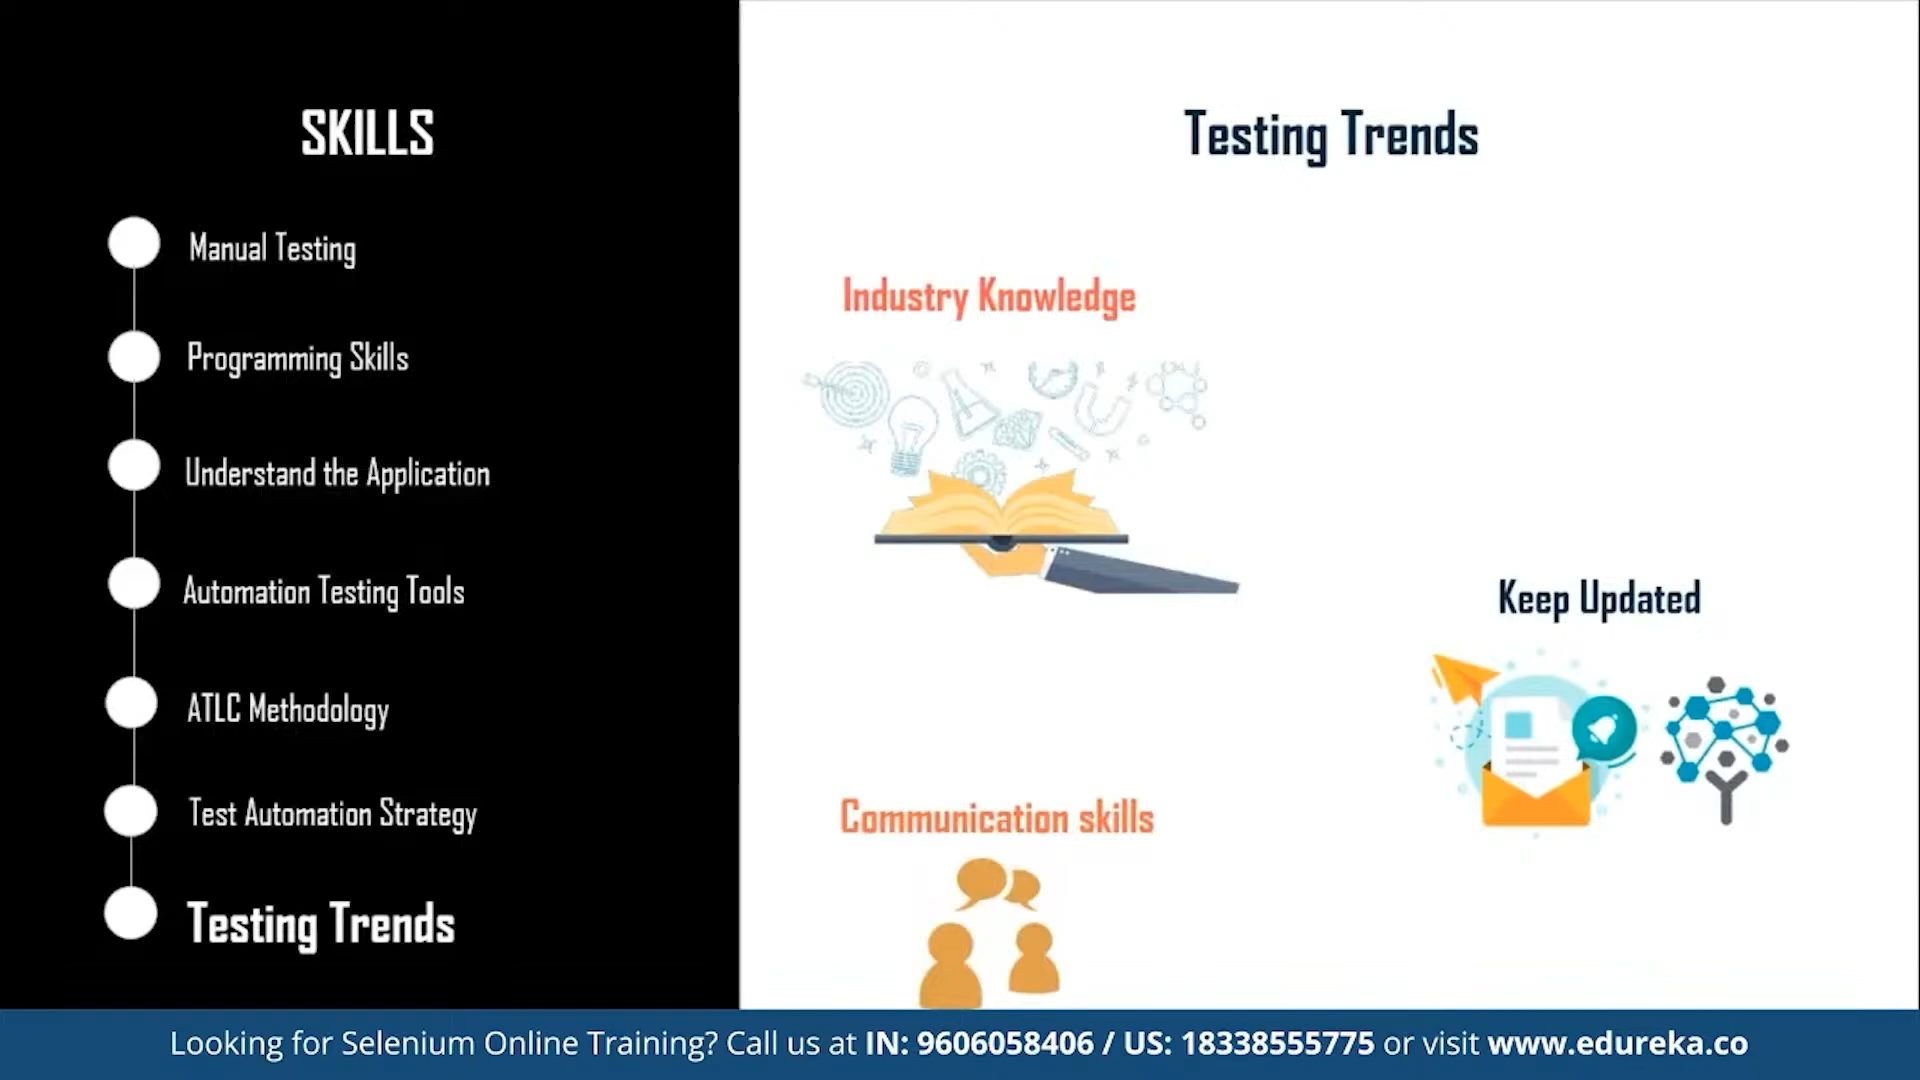 SKILLS
Manual Testing
Programming Skills
Understand the Application
Automation Testing Tools
ATLC Methodology
Test Automation Strategy
Testing Trends
Testing Trends
Industry Knowledge
Keep Updated
Communication skills
Looking for Selenium Online Training? Call us at IN: 9606058406 / US: 18338555775 or visit www.edureka.co